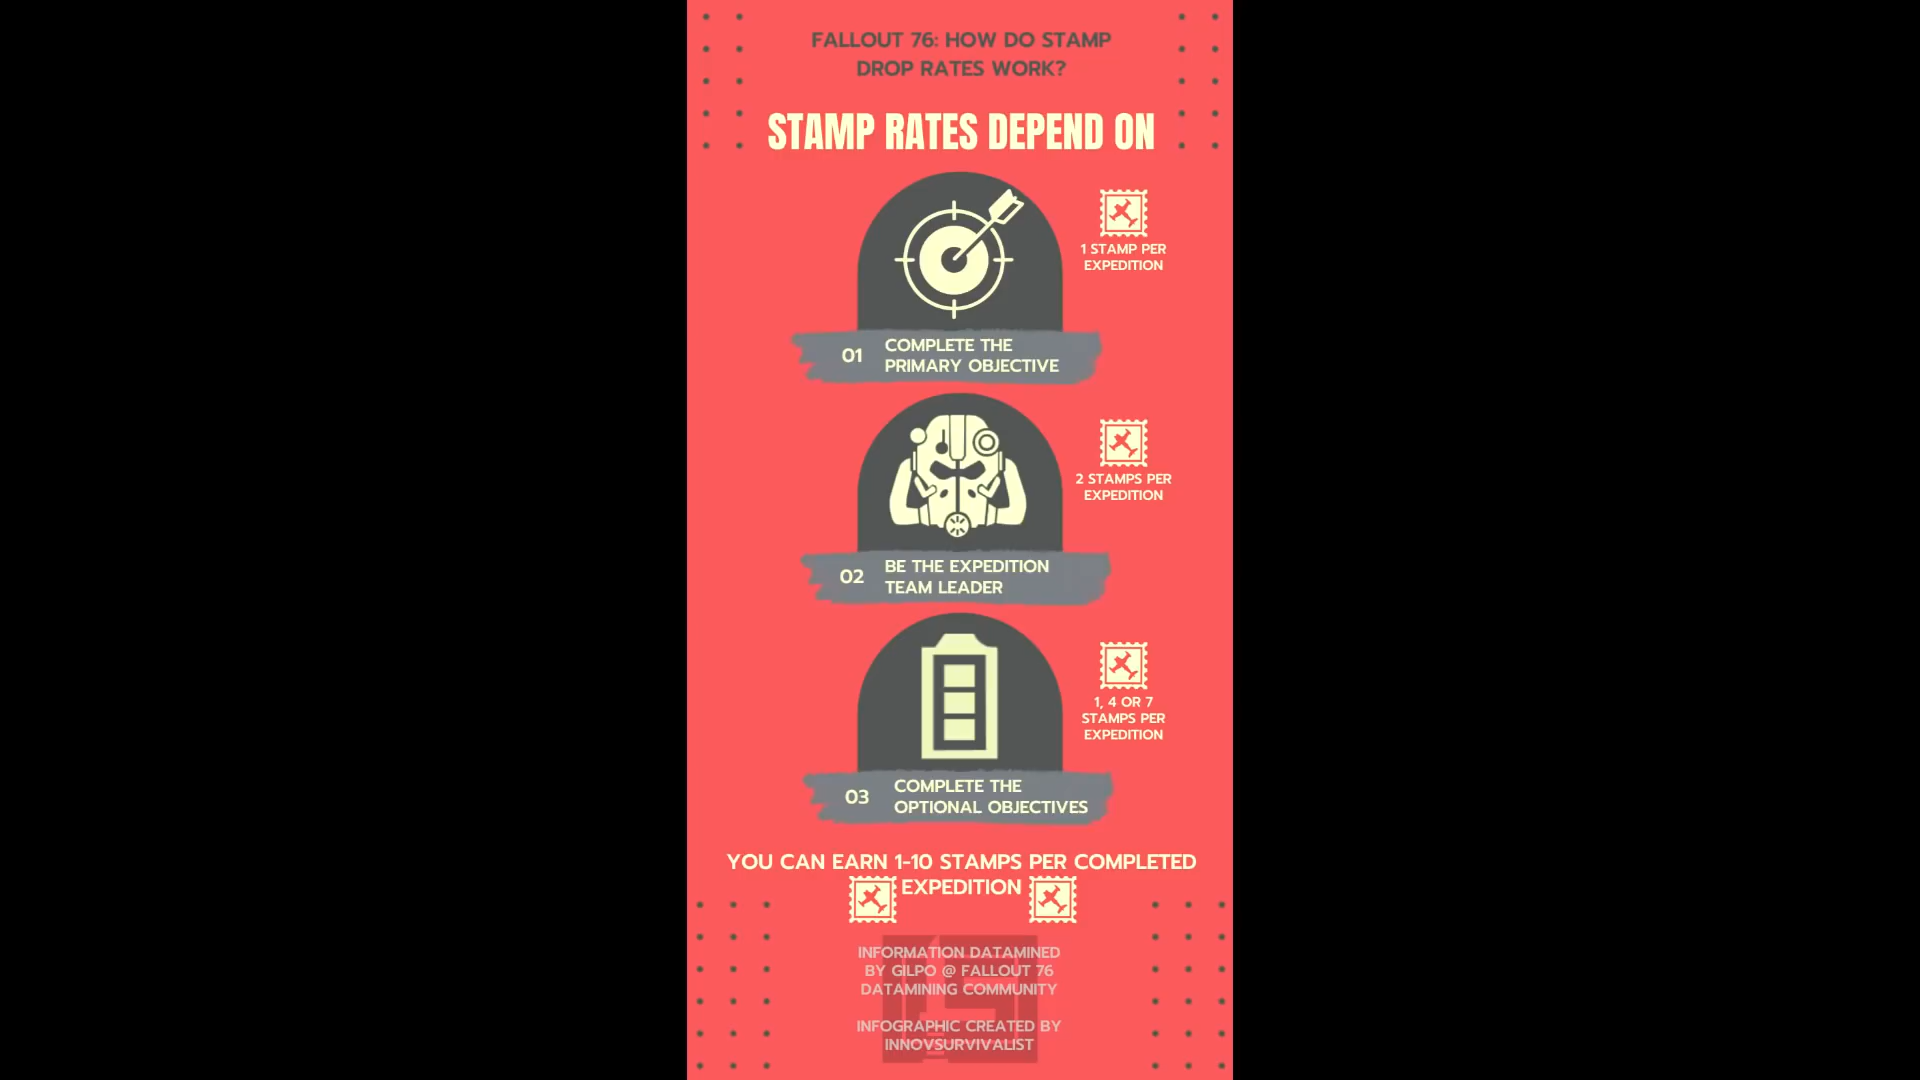 FALLOUT 76: HOW DO STAMP
DROP RATES WORK?
STAMP RATES DEPEND ON
1 STAMP PER
EXPEDITION
01 COMPLETE THE
PRIMARY OBJECTIVE
2 STAMPS PER
EXPEDITION
02 BE THE EXPEDITION
TEAM LEADER
1, 4 OR 7
STAMPS PER
EXPEDITION
03 COMPLETE THE
OPTIONAL OBJECTIVES
YOU CAN EARN 1-10 STAMPS PER COMPLETED
EXPEDITION
INFORMATION DATAMINED
BY GILPO @ FALLOUT 76
DATAMINING COMMUNITY
INFOGRAPHIC CREATED BY
INNOVSURVIVALIST